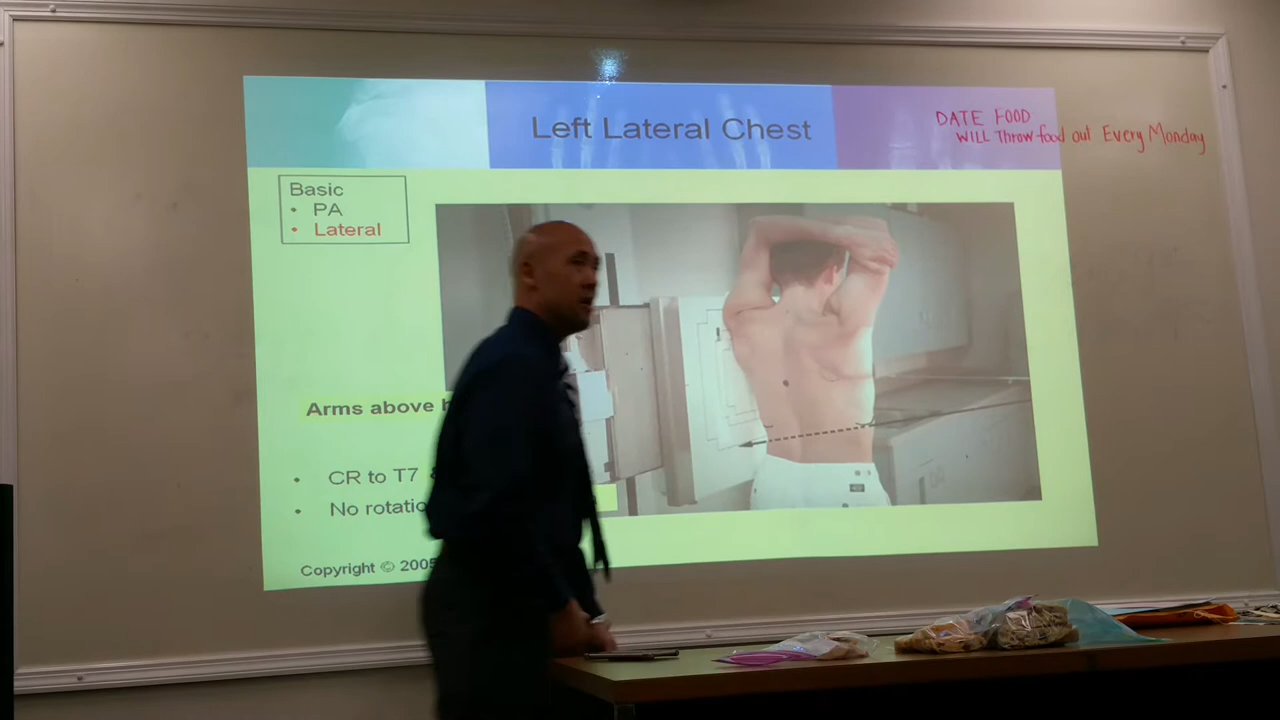 Left Lateral Chest
DATE FOOD
WILL Throw food out Every Monday
Basic
• PA
• Lateral
Arms above
• CR to T7
• No rotatio
Copyright © 2005